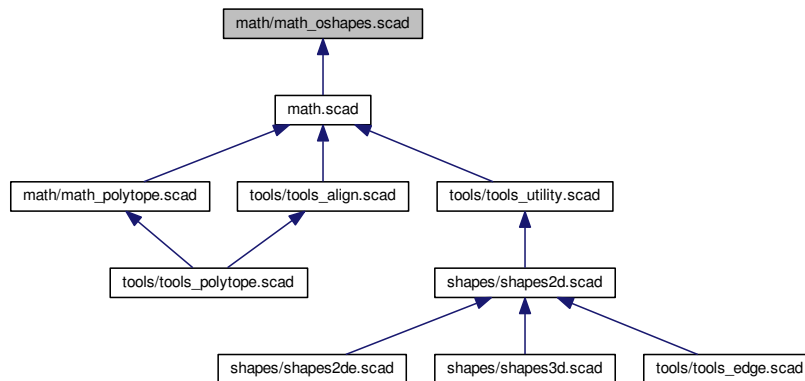 math/math_oshapes.scad
math.scad
math/math_polytope.scad
tools/tools_align.scad
tools/tools_utility.scad
tools/tools_polytope.scad
shapes/shapes2d.scad
shapes/shapes2de.scad
shapes/shapes3d.scad
tools/tools_edge.scad